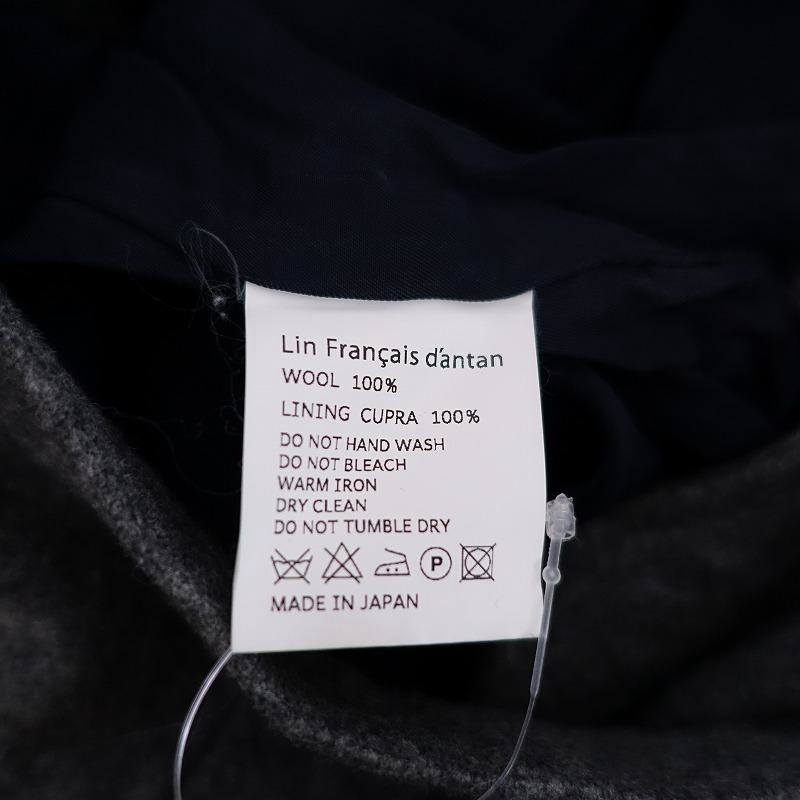 Lin Français d'antan
WOOL 100%
LINING CUPRA 100%
DO NOT HAND WASH
DO NOT BLEACH
WARM IRON
DRY CLEAN
DO NOT TUMBLE DRY
P
MADE IN JAPAN